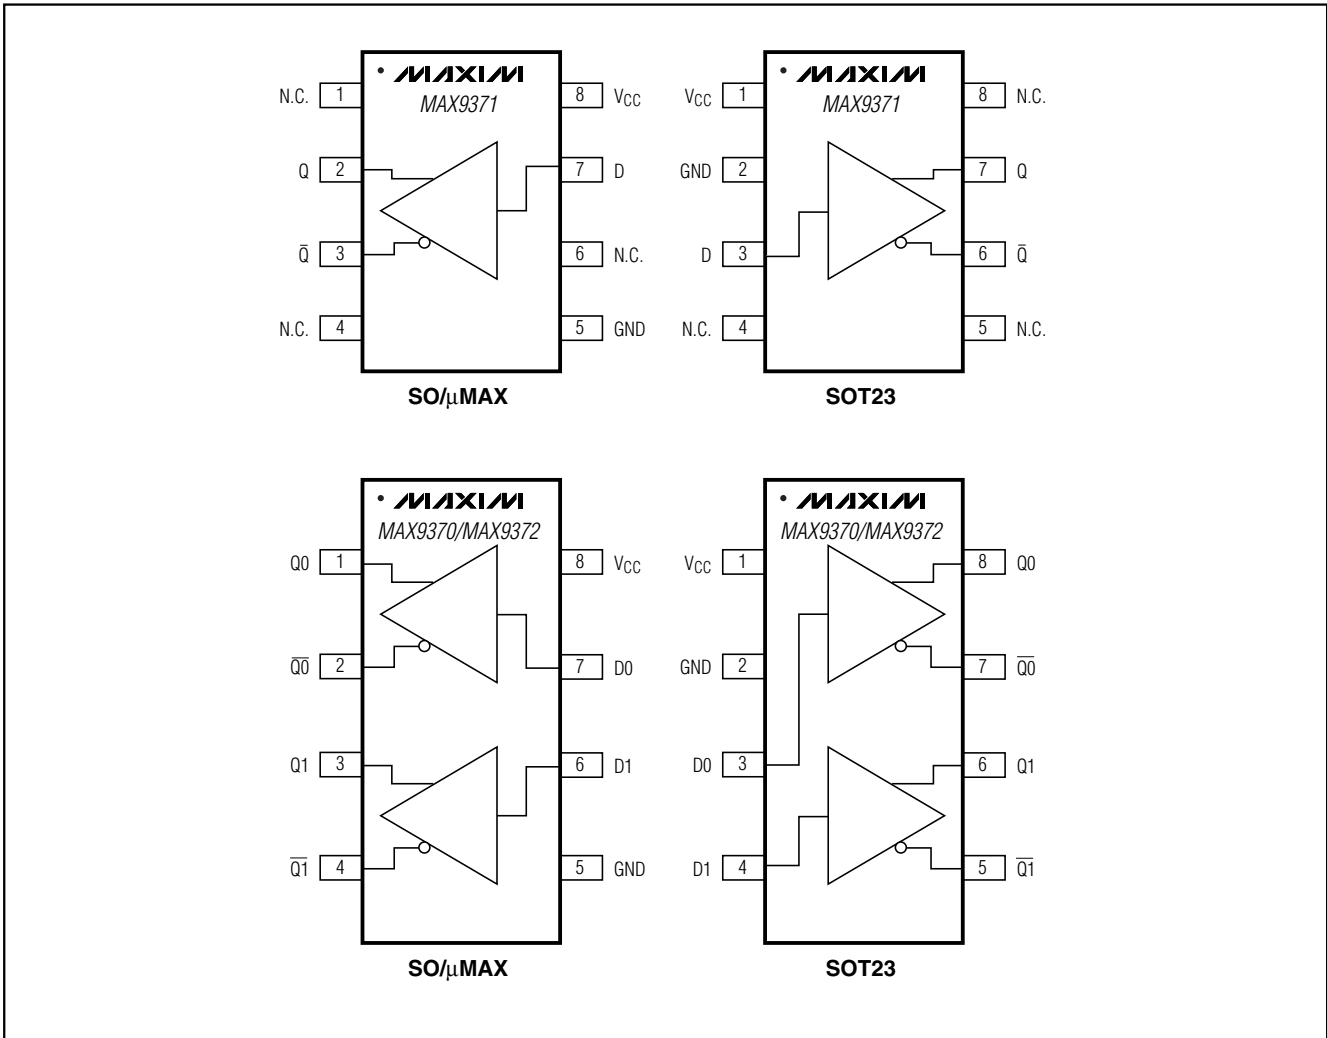 MAXIM
MAX9371
N.C. 1
8 VCC
Q 2
7 D
Q̅ 3
6 N.C.
N.C. 4
5 GND
SO/μMAX
MAXIM
MAX9371
VCC 1
8 N.C.
GND 2
7 Q
D 3
6 Q̅
N.C. 4
5 N.C.
SOT23
MAXIM
MAX9370/MAX9372
Q0 1
8 VCC
Q̅0̅ 2
7 D0
Q1 3
6 D1
Q̅1̅ 4
5 GND
SO/μMAX
MAXIM
MAX9370/MAX9372
VCC 1
8 Q0
GND 2
7 Q̅0̅
D0 3
6 Q1
D1 4
5 Q̅1̅
SOT23